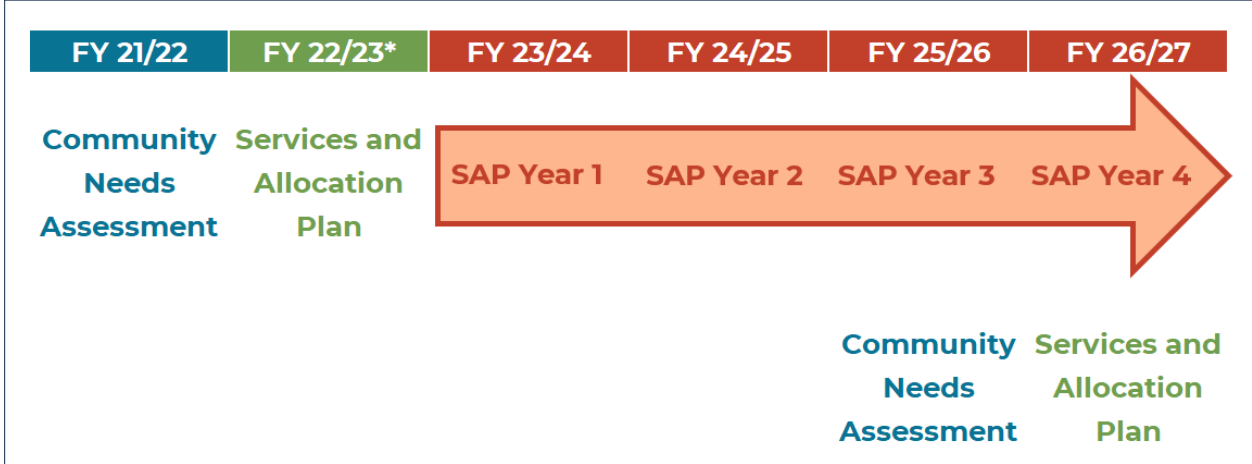 FY 21/22 FY 22/23* FY 23/24 FY 24/25 FY 25/26 FY 26/27
Community Services and
Needs Allocation
Assessment Plan
SAP Year 1 SAP Year 2 SAP Year 3 SAP Year 4
Community Services and
Needs Allocation
Assessment Plan